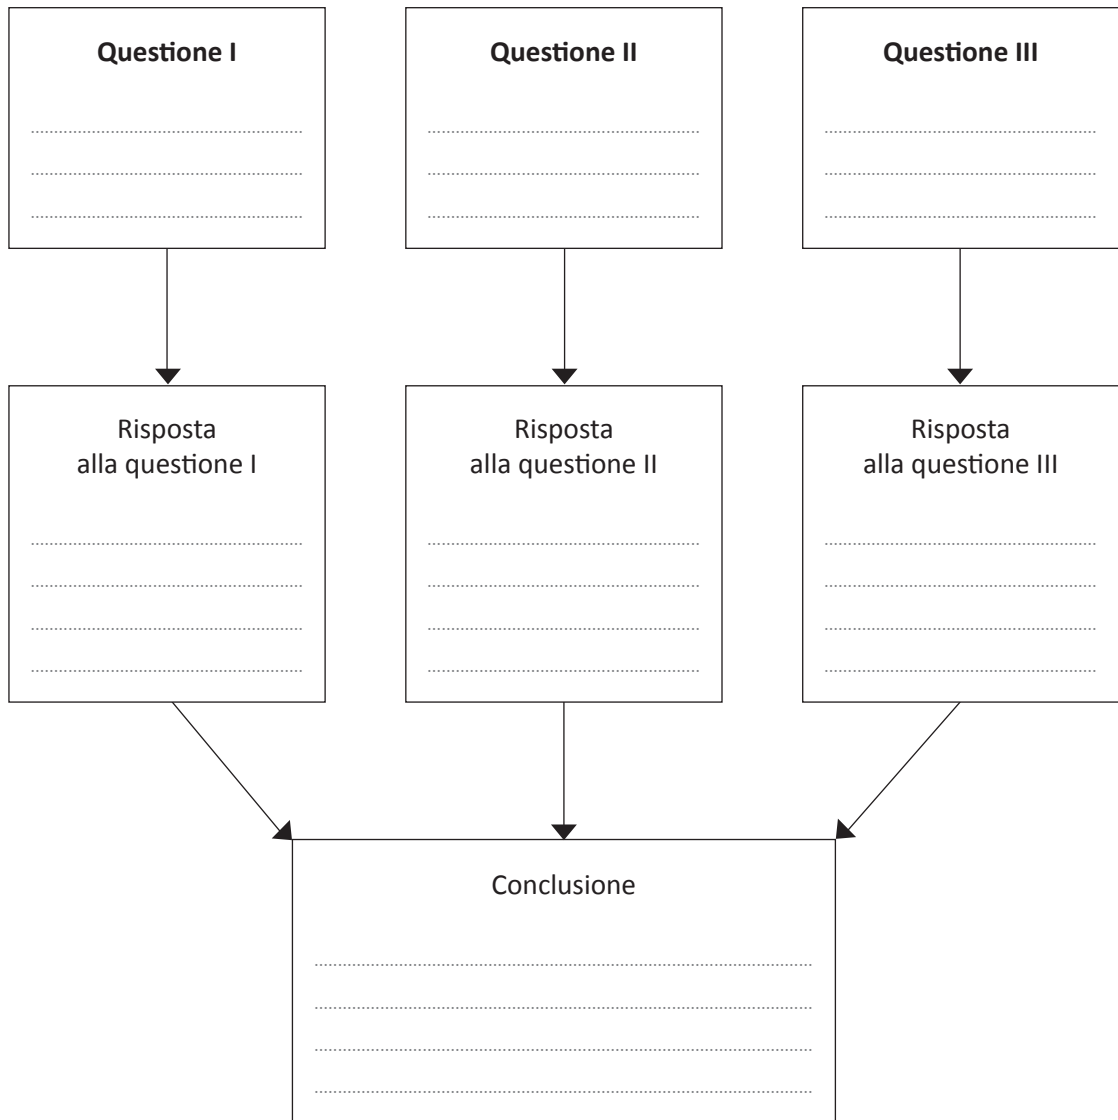 Questione I
Questione II
Questione III
Risposta
alla questione I
Risposta
alla questione II
Risposta
alla questione III
Conclusione